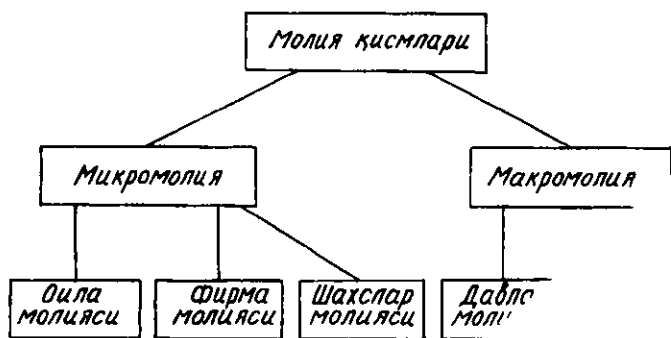 Молия қисмлари
Микромолия
Макромолия
Оила
молияси
Фирма
молияси
Шахслар
молияси